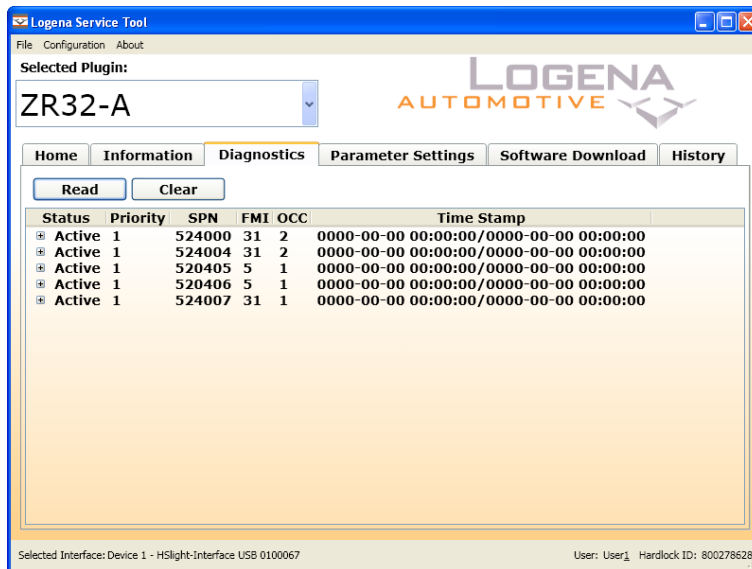 Logena Service Tool
File Configuration About
Selected Plugin:
ZR32-A
LOGENA
AUTOMOTIVE
Home Information Diagnostics Parameter Settings Software Download History
Read Clear
Status Priority SPN FMI OCC Time Stamp
Active 1 524000 31 2 0000-00-00 00:00:00/0000-00-00 00:00:00
Active 1 524004 31 2 0000-00-00 00:00:00/0000-00-00 00:00:00
Active 1 520405 5 1 0000-00-00 00:00:00/0000-00-00 00:00:00
Active 1 520406 5 1 0000-00-00 00:00:00/0000-00-00 00:00:00
Active 1 524007 31 1 0000-00-00 00:00:00/0000-00-00 00:00:00
Selected Interface: Device 1 - HSlight-Interface USB 0100067 User: User1 Hardlock ID: 800278628